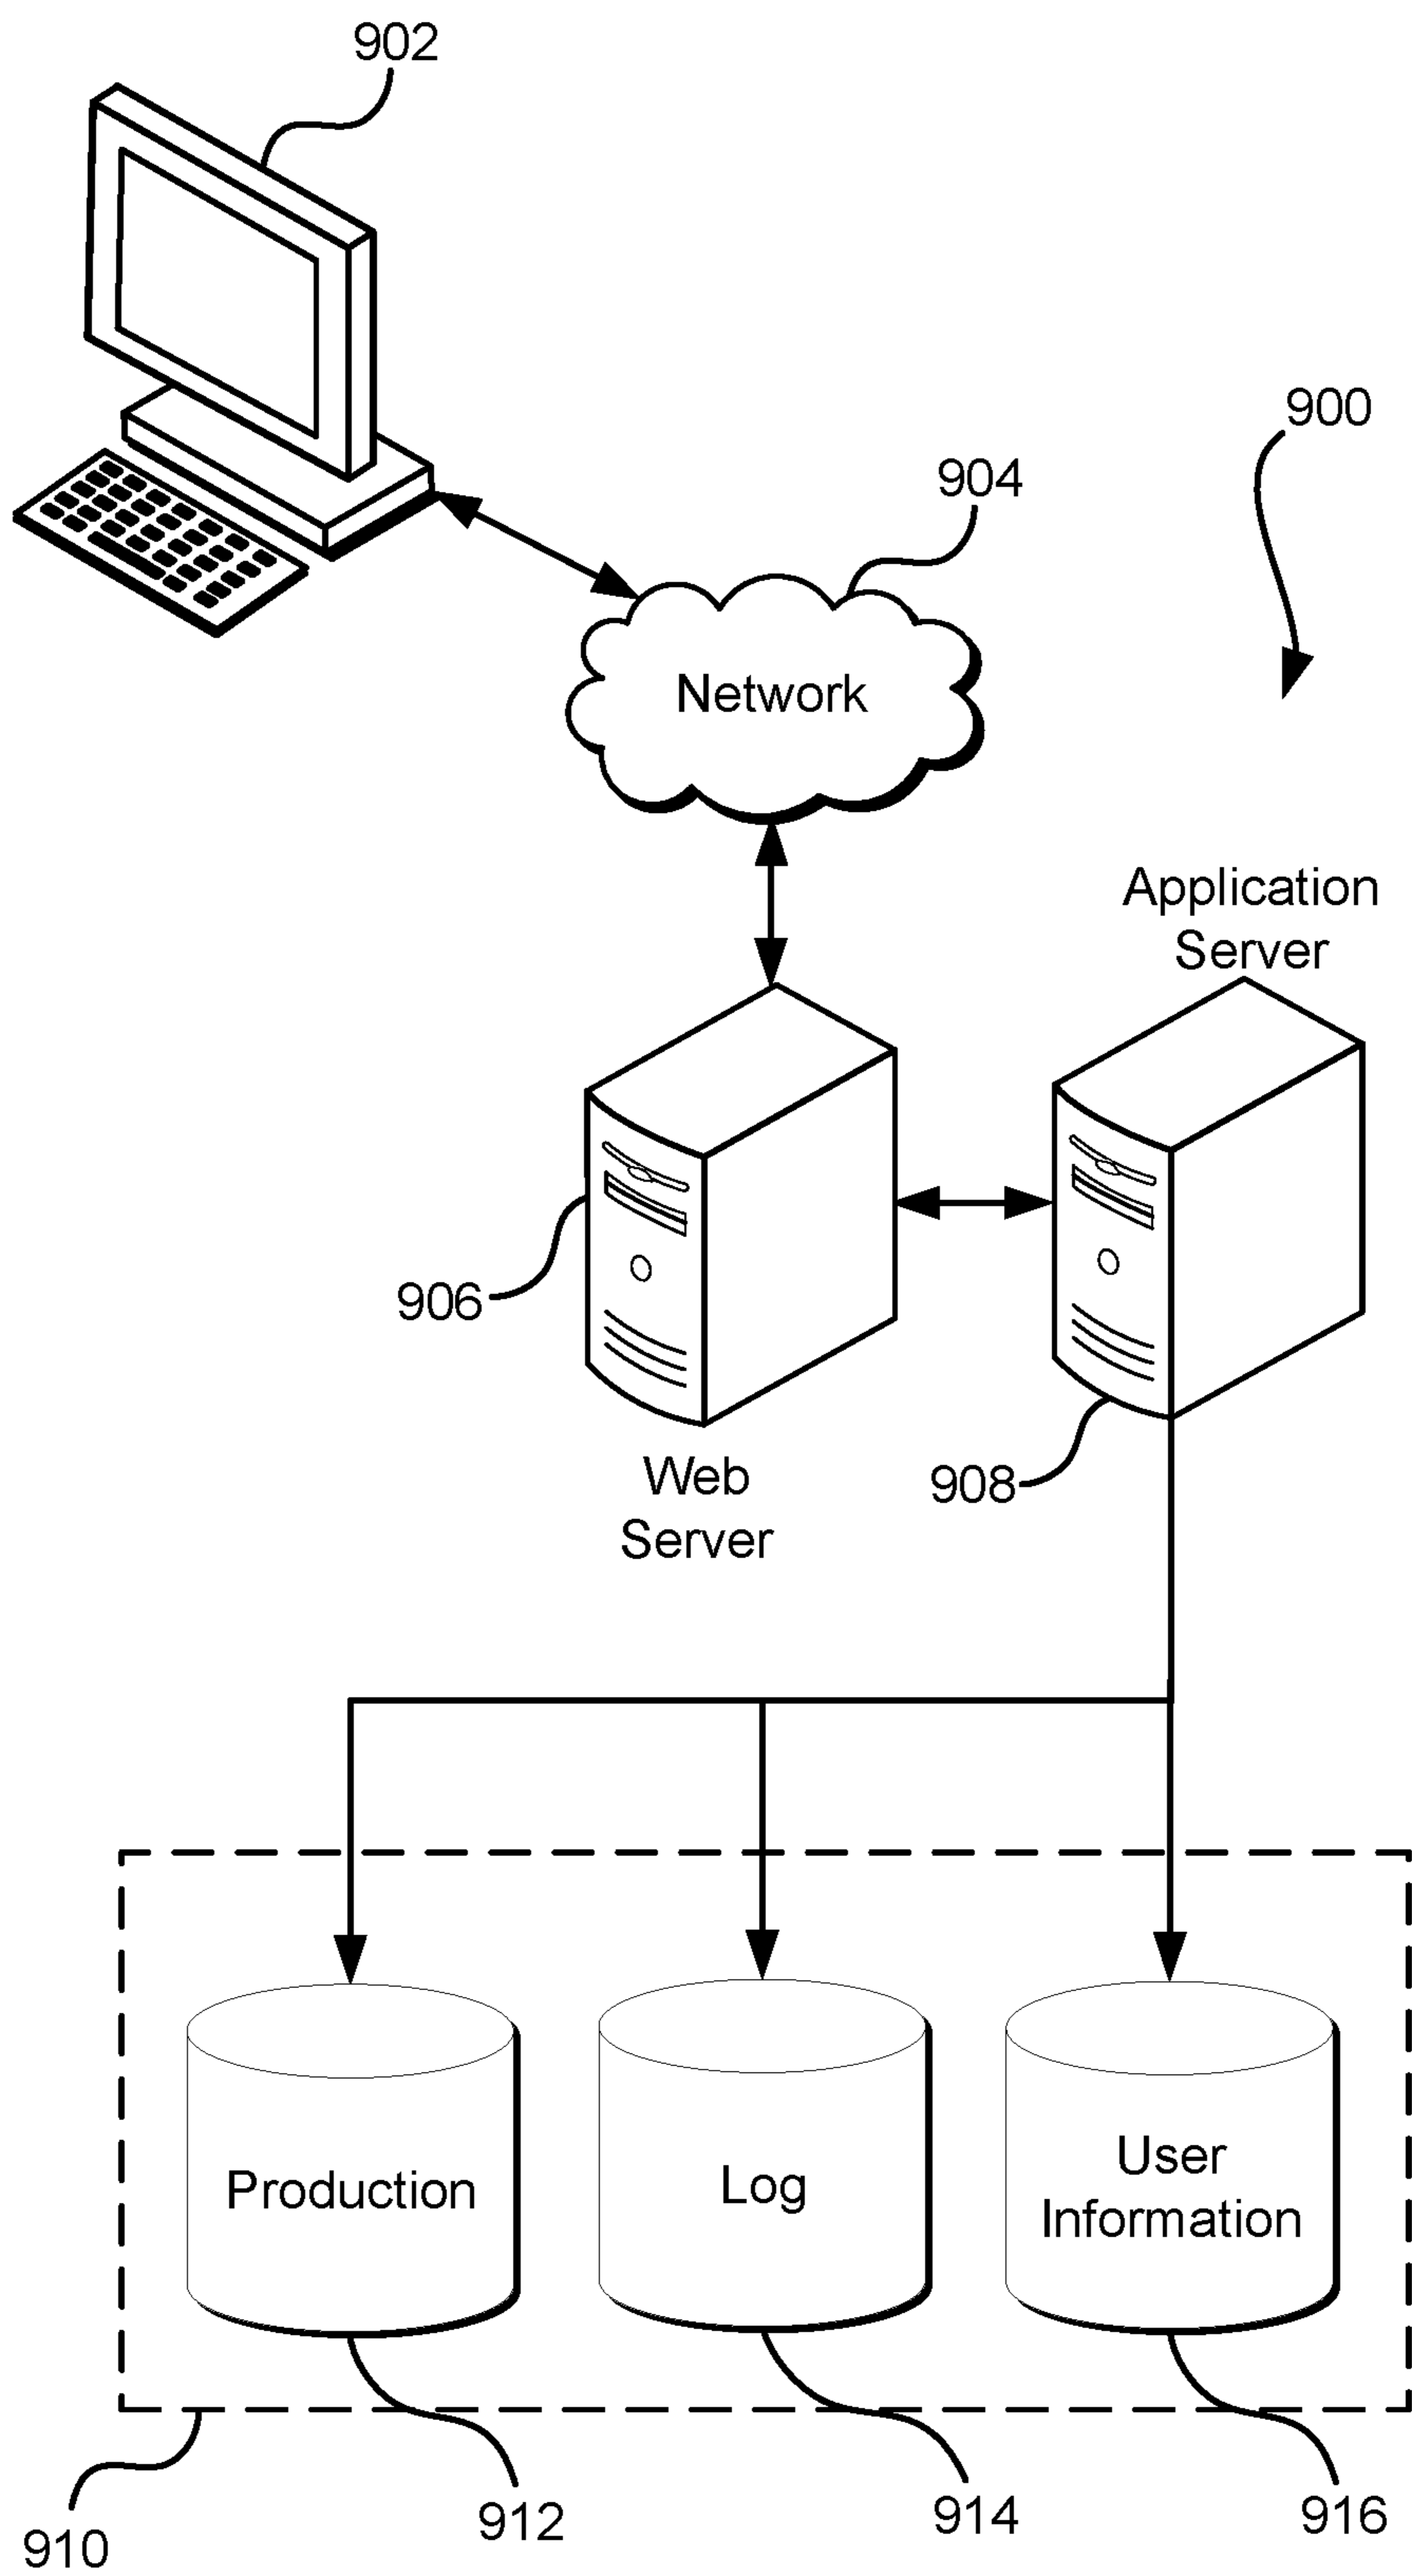 902
900
904
Network
Application
Server
906
Web
Server
908
Production
Log
User
Information
910
912
914
916